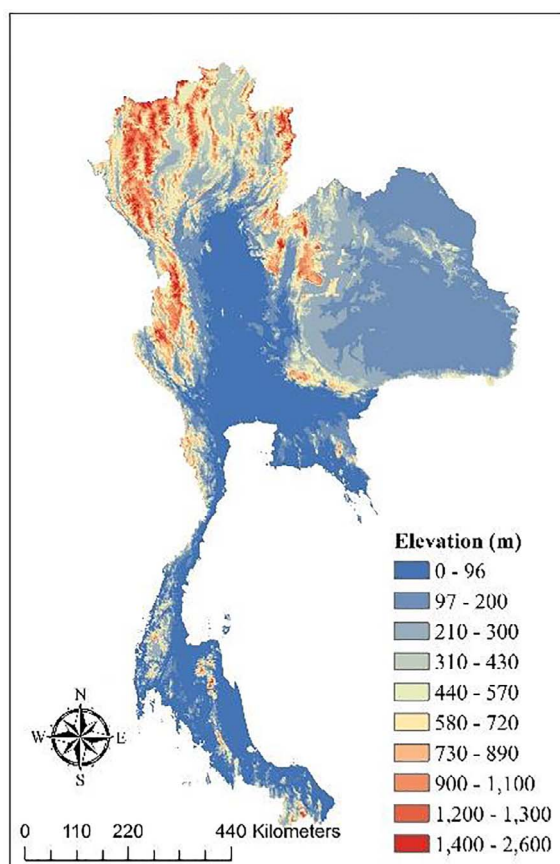 Elevation (m)
0 - 96
97 - 200
210 - 300
310 - 430
440 - 570
580 - 720
730 - 890
900 - 1,100
1,200 - 1,300
1,400 - 2,600
N
W E
S
0 110 220 440 Kilometers